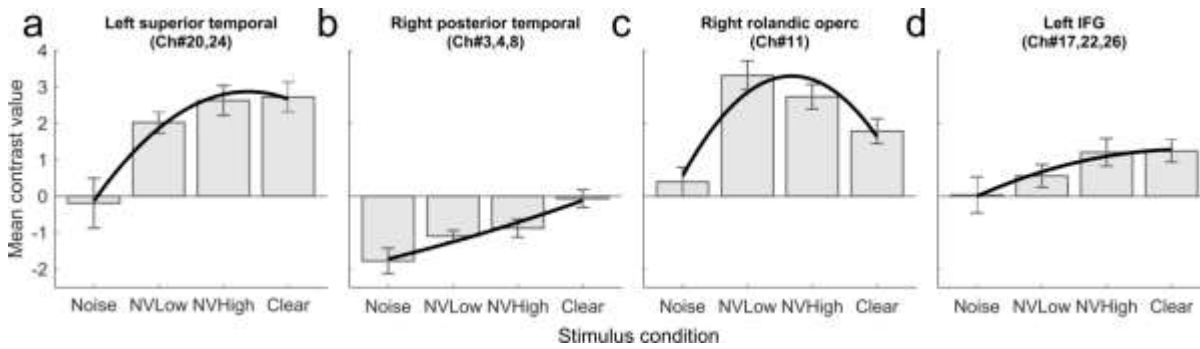 a Left superior temporal b Right posterior temporal c Right rolandic operc d Left IFG
(Ch#20,24) (Ch#3,4,8) (Ch#11) (Ch#17,22,26)
Mean contrast value
4
3
2
1
0
-1
-2
Noise NVLow NVHigh Clear Noise NVLow NVHigh Clear Noise NVLow NVHigh Clear Noise NVLow NVHigh Clear
Stimulus condition